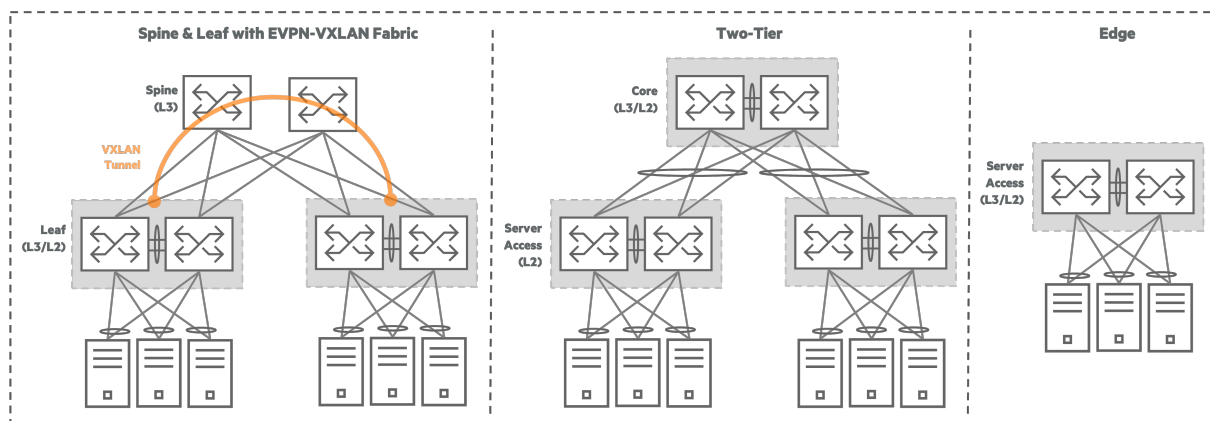 Spine & Leaf with EVPN-VXLAN Fabric
Spine
(L3)
VXLAN
Tunnel
Leaf
(L3/L2)
Two-Tier
Core
(L3/L2)
Server
Access
(L2)
Edge
Server
Access
(L3/L2)